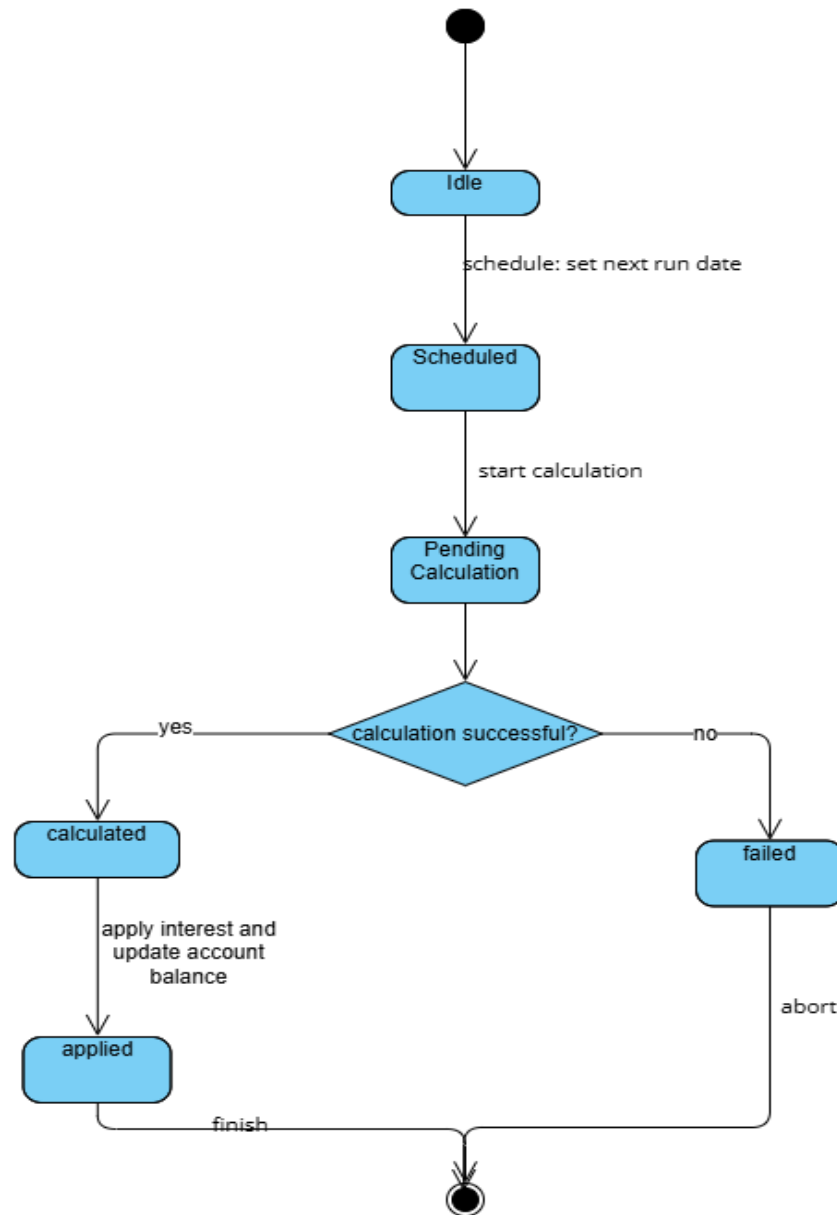 Idle
schedule: set next run date
Scheduled
start calculation
Pending
Calculation
calculation successful?
yes
no
calculated
failed
apply interest and
update account
balance
abort
applied
finish